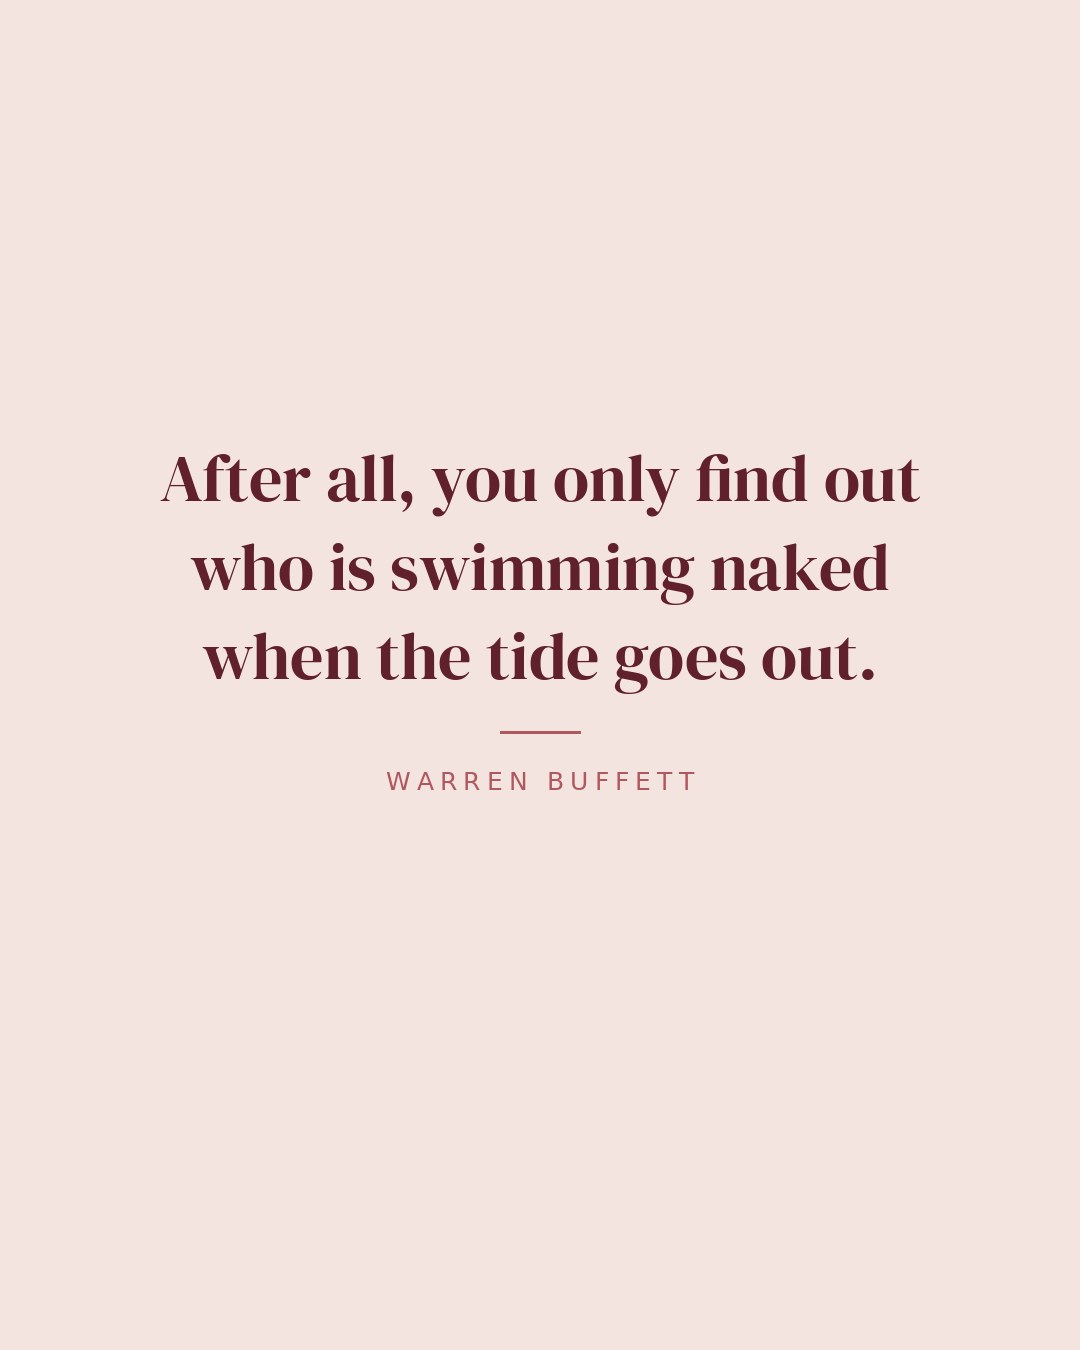 After all, you only find out
who is swimming naked
when the tide goes out.
WARREN BUFFETT